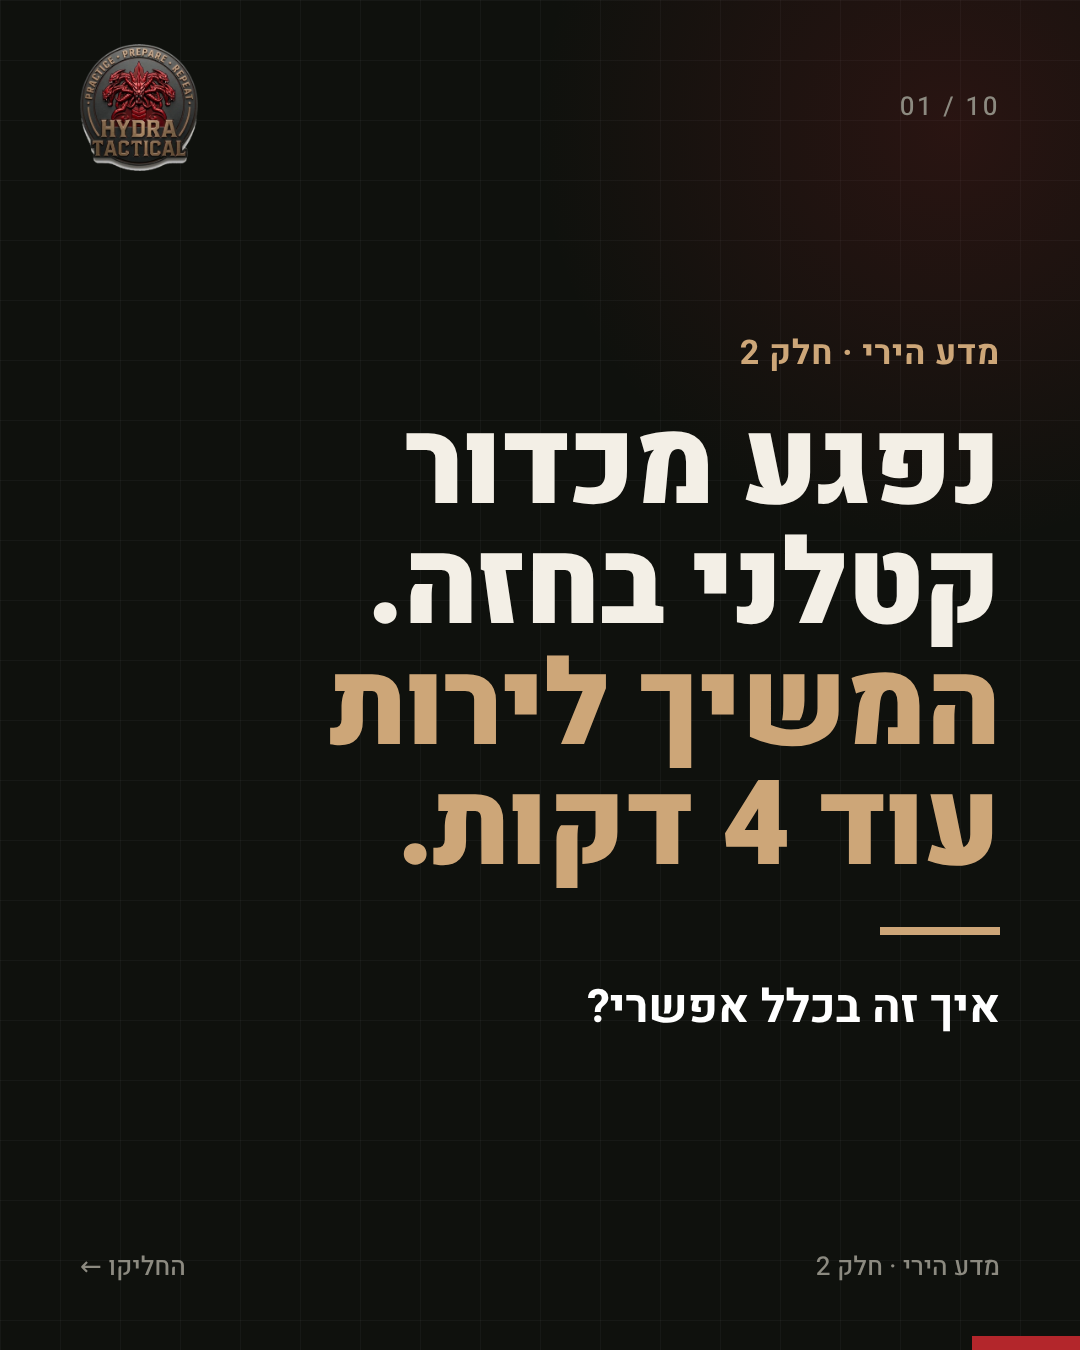 PRACTICE · PREPARE · REPEAT
HYDRA
TACTICAL
01 / 10
מדע הירי · חלק 2
נפגע מכדור
קטלני בחזה.
המשיך לירות
עוד 4 דקות.
איך זה בכלל אפשרי?
מדע הירי · חלק 2
החליקו ←